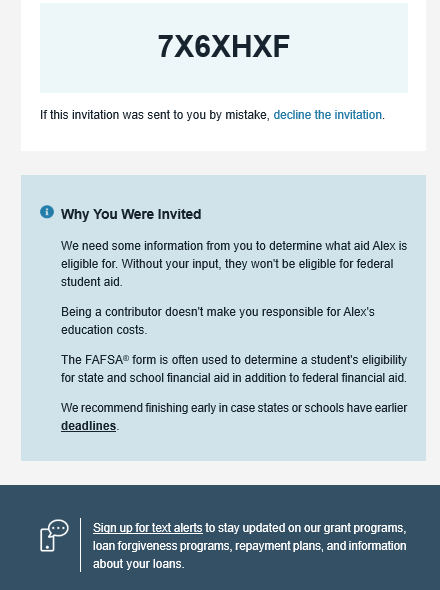 7X6XHXF
If this invitation was sent to you by mistake, decline the invitation.
Why You Were Invited
We need some information from you to determine what aid Alex is
eligible for. Without your input, they won't be eligible for federal
student aid.
Being a contributor doesn't make you responsible for Alex's
education costs.
The FAFSA® form is often used to determine a student's eligibility
for state and school financial aid in addition to federal financial aid.
We recommend finishing early in case states or schools have earlier
deadlines.
Sign up for text alerts to stay updated on our grant programs,
loan forgiveness programs, repayment plans, and information
about your loans.